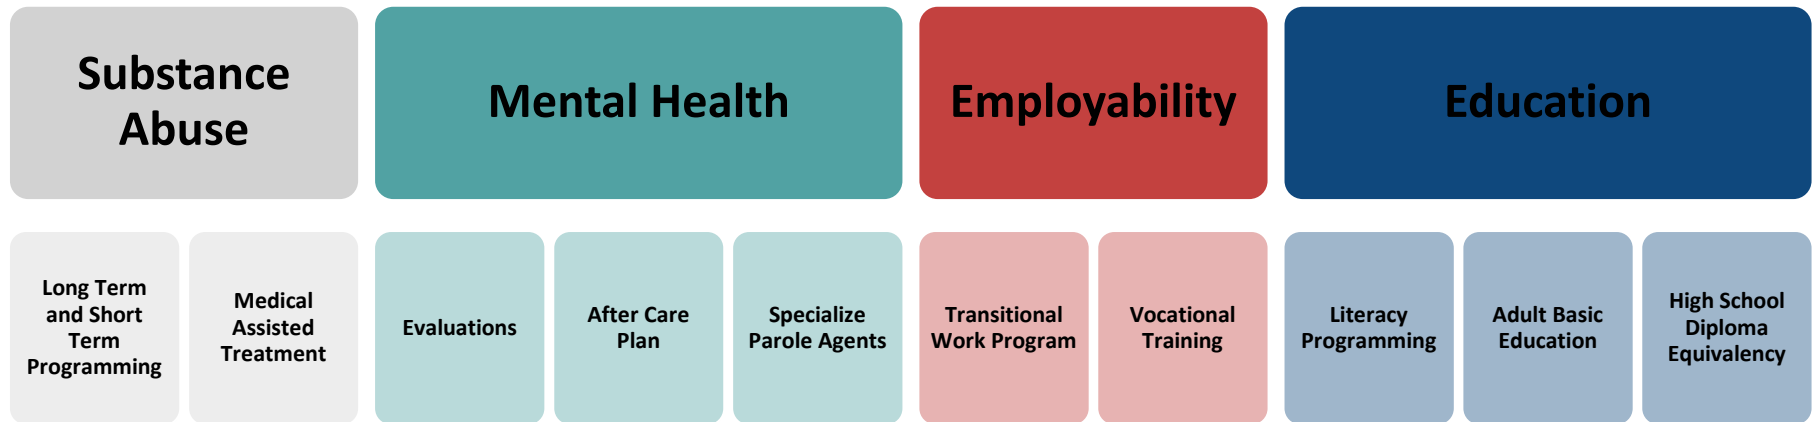 Substance
Abuse
Mental Health
Employability
Education
Long Term
and Short
Term
Programming
Medical
Assisted
Treatment
Evaluations
After Care
Plan
Specialize
Parole Agents
Transitional
Work Program
Vocational
Training
Literacy
Programming
Adult Basic
Education
High School
Diploma
Equivalency